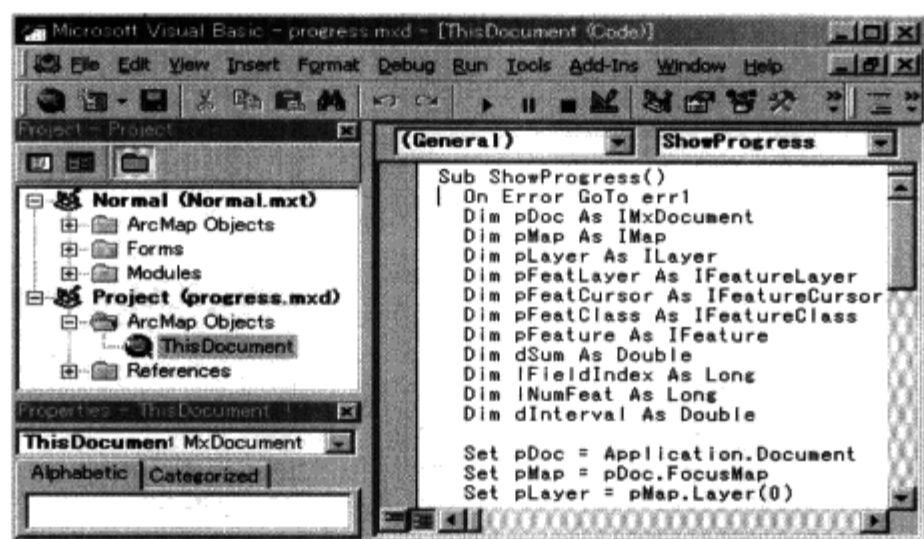 Microsoft Visual Basic - progress.mxd - [ThisDocument (Code)]
File Edit View Insert Format Debug Run Tools Add-Ins Window Help
Project - Project
Normal (Normal.mxt)
ArcMap Objects
Forms
Modules
Project (progress.mxd)
ArcMap Objects
ThisDocument
References
Properties - ThisDocument
ThisDocument MxDocument
Alphabetic Categorized
(General) ShowProgress
Sub ShowProgress()
On Error GoTo err1
Dim pDoc As IMxDocument
Dim pMap As IMap
Dim pLayer As ILayer
Dim pFeatLayer As IFeatureLayer
Dim pFeatCursor As IFeatureCursor
Dim pFeatClass As IFeatureClass
Dim pFeature As IFeature
Dim dSum As Double
Dim lFieldIndex As Long
Dim lNumFeat As Long
Dim dInterval As Double
Set pDoc = Application.Document
Set pMap = pDoc.FocusMap
Set pLayer = pMap.Layer(0)